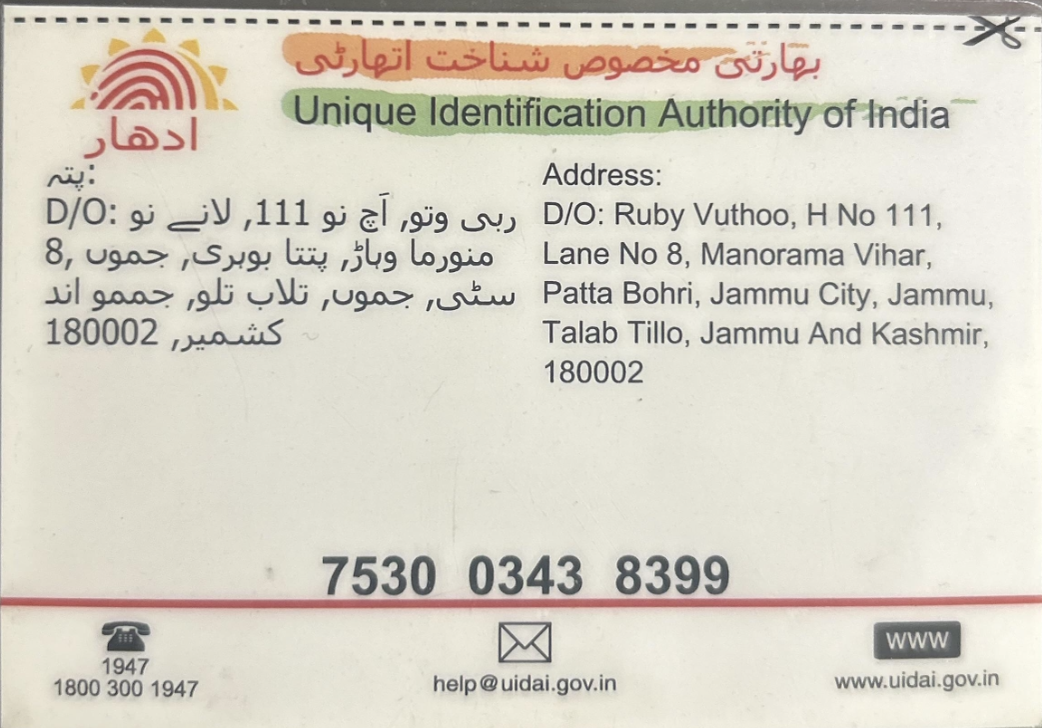 بھارتی مخصوص شناخت اتھارٹی
Unique Identification Authority of India
ادھار
پتہ:
D/O: ربی وتو, اَچ نو 111, لانے نو
8, منورما وہاڑ, پتتا بوہری, جموں
سٹی, جموں, تلاب تلو, جممو اند
کشمیر, 180002
Address:
D/O: Ruby Vuthoo, H No 111,
Lane No 8, Manorama Vihar,
Patta Bohri, Jammu City, Jammu,
Talab Tillo, Jammu And Kashmir,
180002
7530 0343 8399
1947
1800 300 1947
help@uidai.gov.in
www
www.uidai.gov.in